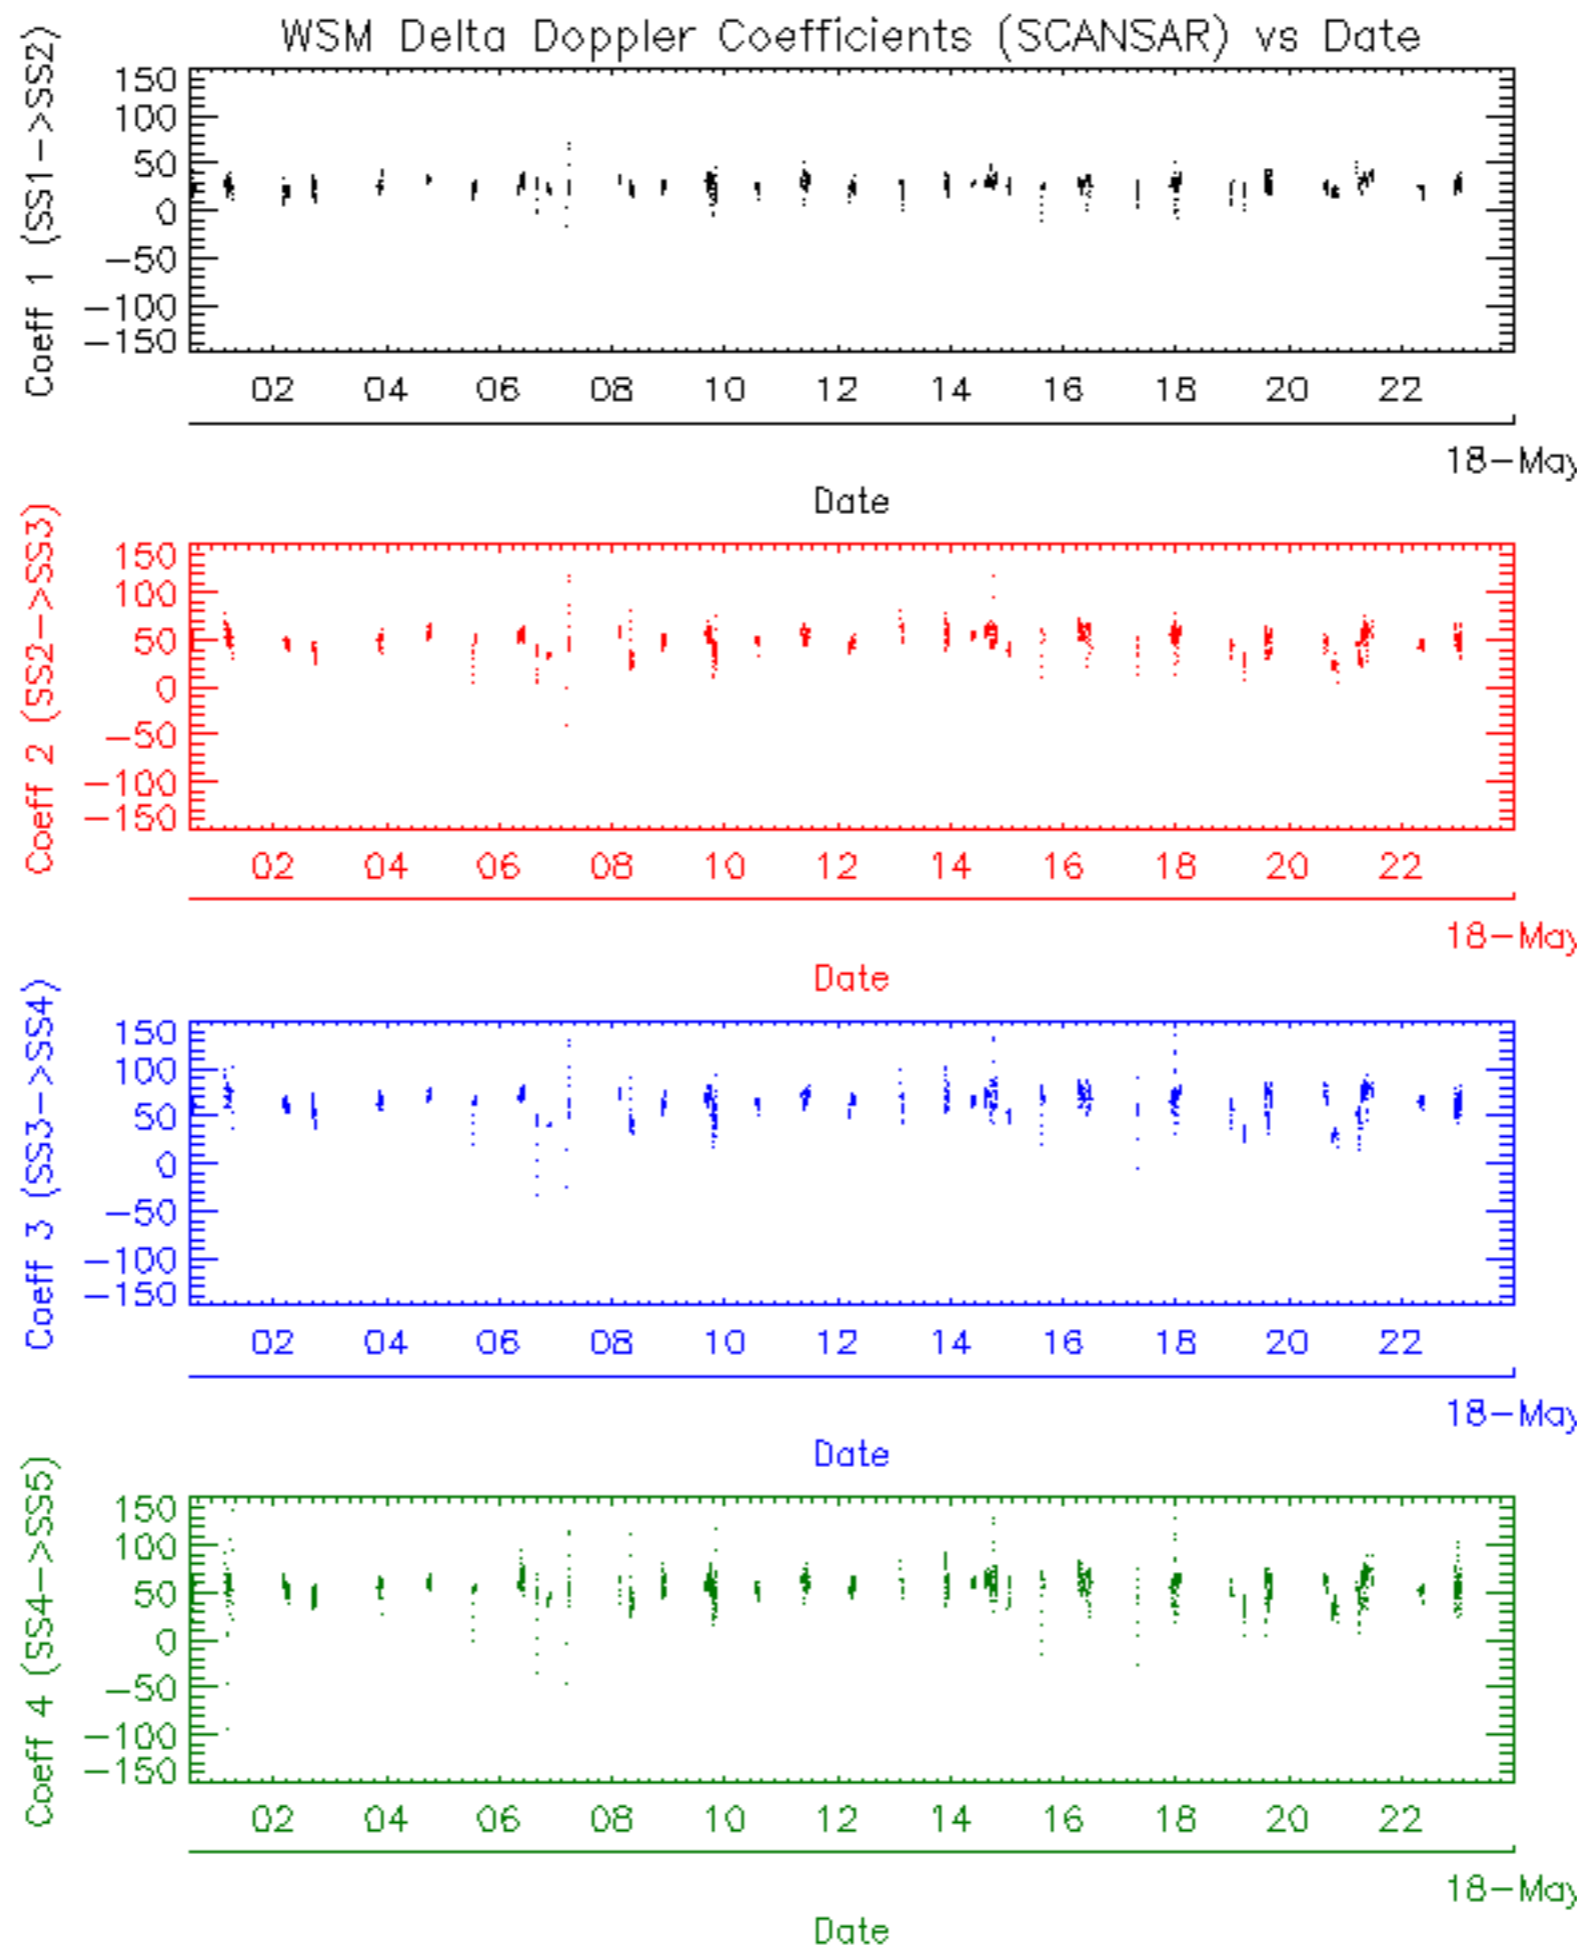 WSM Delta Doppler Coefficients (SCANSAR) vs Date
Coeff 1 (SS1->SS2)
150
100
50
0
-50
-100
-150
02 04 06 08 10 12 14 16 18 20 22
18-May
Date
Coeff 2 (SS2->SS3)
150
100
50
0
-50
-100
-150
02 04 06 08 10 12 14 16 18 20 22
18-May
Date
Coeff 3 (SS3->SS4)
150
100
50
0
-50
-100
-150
02 04 06 08 10 12 14 16 18 20 22
18-May
Date
Coeff 4 (SS4->SS5)
150
100
50
0
-50
-100
-150
02 04 06 08 10 12 14 16 18 20 22
18-May
Date